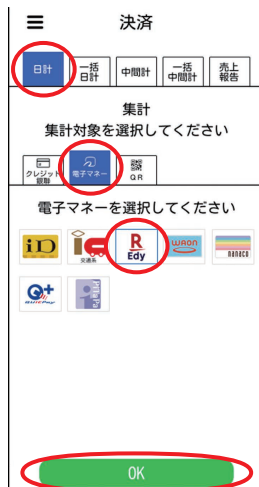 決済
日計
一括
日計
中間計
一括
中間計
売上
報告
集計
集計対象を選択してください
クレジット
銀聯
電子マネー
QR
電子マネーを選択してください
iD
交通系
R
Edy
WAON
nanaco
QUICPay
OK